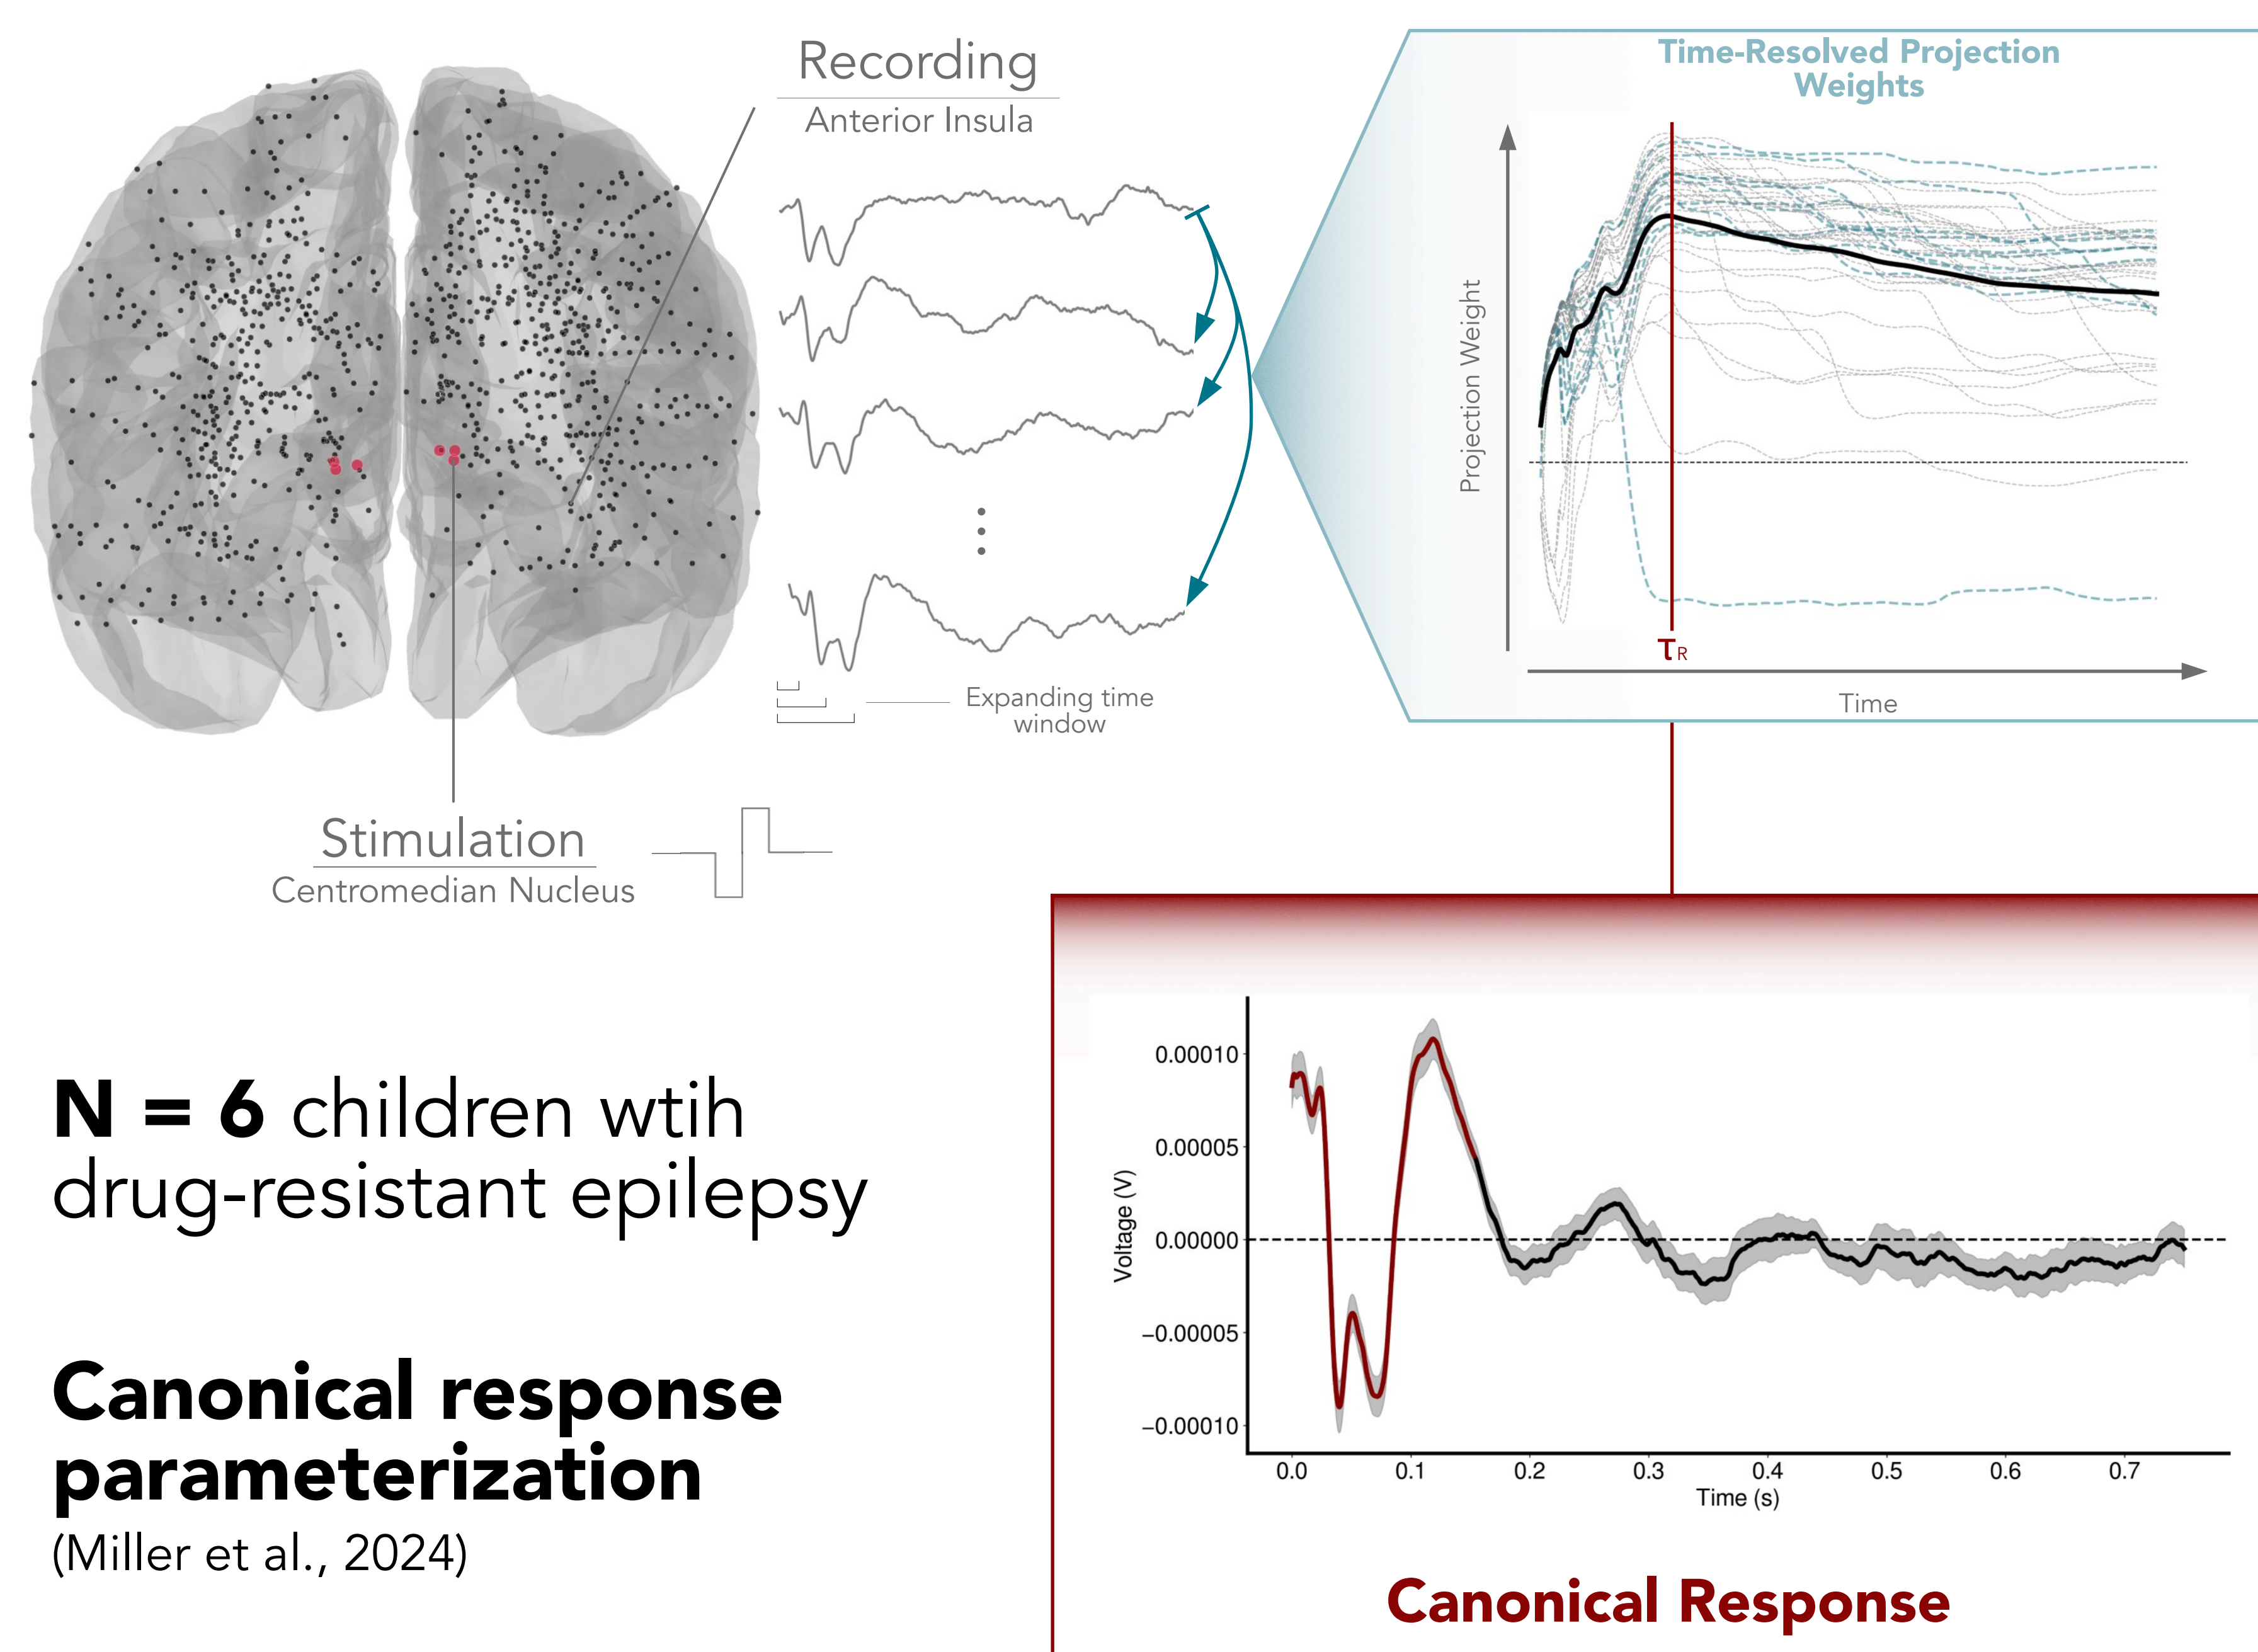 Recording
Anterior Insula
Expanding time
window
Stimulation
Centromedian Nucleus
Time-Resolved Projection
Weights
Projection Weight
τR
Time
N = 6 children wtih
drug-resistant epilepsy
Canonical response
parameterization
(Miller et al., 2024)
Voltage (V)
0.00010
0.00005
0.00000
−0.00005
−0.00010
0.0 0.1 0.2 0.3 0.4 0.5 0.6 0.7
Time (s)
Canonical Response